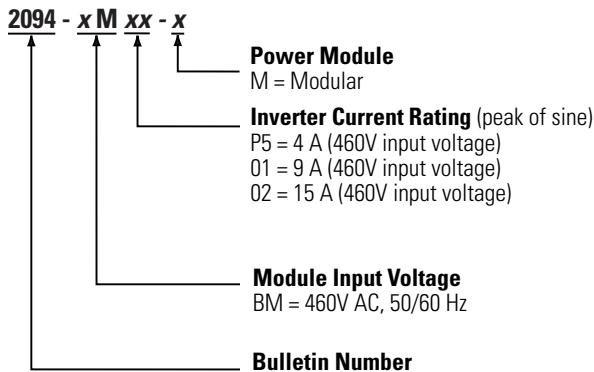 2094 - x M xx - x
Power Module
M = Modular
Inverter Current Rating (peak of sine)
P5 = 4 A (460V input voltage)
01 = 9 A (460V input voltage)
02 = 15 A (460V input voltage)
Module Input Voltage
BM = 460V AC, 50/60 Hz
Bulletin Number